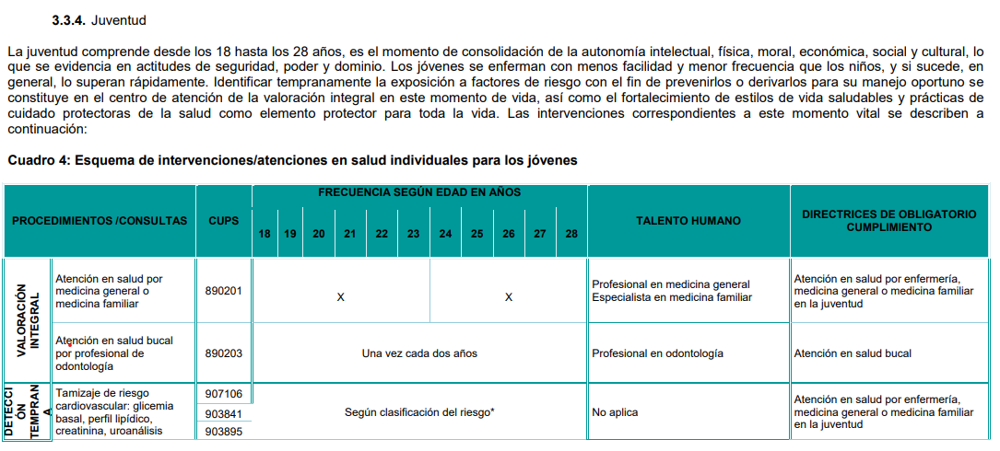 3.3.4. Juventud
La juventud comprende desde los 18 hasta los 28 años, es el momento de consolidación de la autonomía intelectual, física, moral, económica, social y cultural, lo
que se evidencia en actitudes de seguridad, poder y dominio. Los jóvenes se enferman con menos facilidad y menor frecuencia que los niños, y si sucede, en
general, lo superan rápidamente. Identificar tempranamente la exposición a factores de riesgo con el fin de prevenirlos o derivarlos para su manejo oportuno se
constituye en el centro de atención de la valoración integral en este momento de vida, así como el fortalecimiento de estilos de vida saludables y prácticas de
cuidado protectoras de la salud como elemento protector para toda la vida. Las intervenciones correspondientes a este momento vital se describen a
continuación:
Cuadro 4: Esquema de intervenciones/atenciones en salud individuales para los jóvenes
PROCEDIMIENTOS /CONSULTAS
CUPS
FRECUENCIA SEGÚN EDAD EN AÑOS
18 19 20 21 22 23 24 25 26 27 28
TALENTO HUMANO
DIRECTRICES DE OBLIGATORIO
CUMPLIMIENTO
VALORACIÓN
INTEGRAL
Atención en salud por
medicina general o
medicina familiar
890201
X
X
Profesional en medicina general
Especialista en medicina familiar
Atención en salud por enfermería,
medicina general o medicina familiar
en la juventud
Atención en salud bucal
por profesional de
odontología
890203
Una vez cada dos años
Profesional en odontología
Atención en salud bucal
DETECCI
ÓN
TEMPRAN
A
Tamizaje de riesgo
cardiovascular: glicemia
basal, perfil lipídico,
creatinina, uroanálisis
907106
903841
903895
Según clasificación del riesgo*
No aplica
Atención en salud por enfermería,
medicina general o medicina familiar
en la juventud